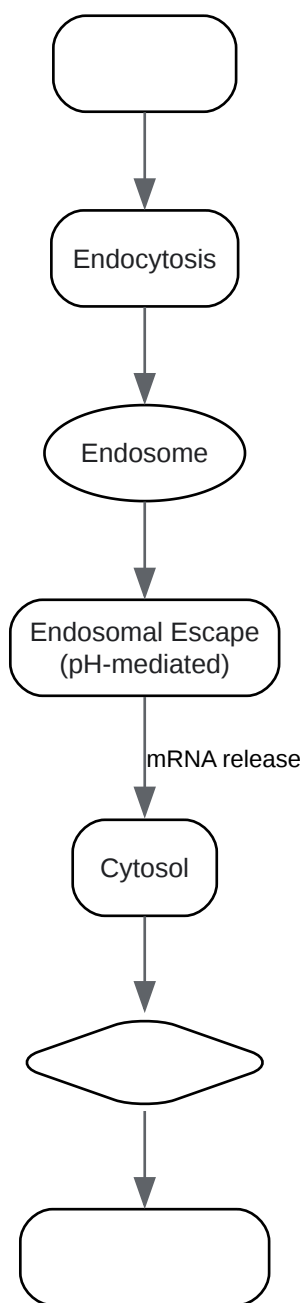 Endocytosis
Endosome
Endosomal Escape
(pH-mediated)
mRNA release
Cytosol